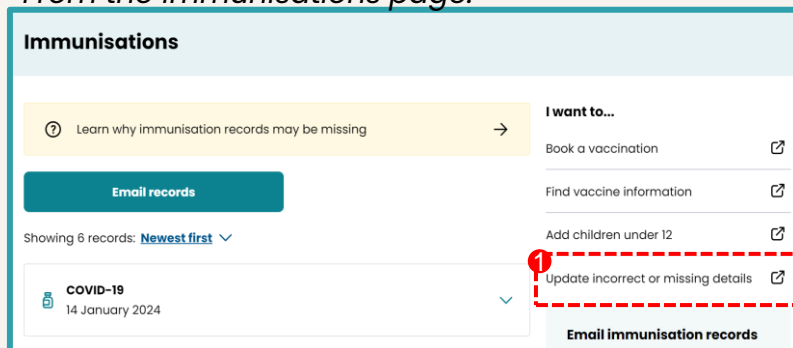 from the immunisations page.
Immunisations
Learn why immunisation records may be missing
Email records
Showing 6 records: Newest first
COVID-19
14 January 2024
I want to...
Book a vaccination
Find vaccine information
Add children under 12
1
Update incorrect or missing details
Email immunisation records